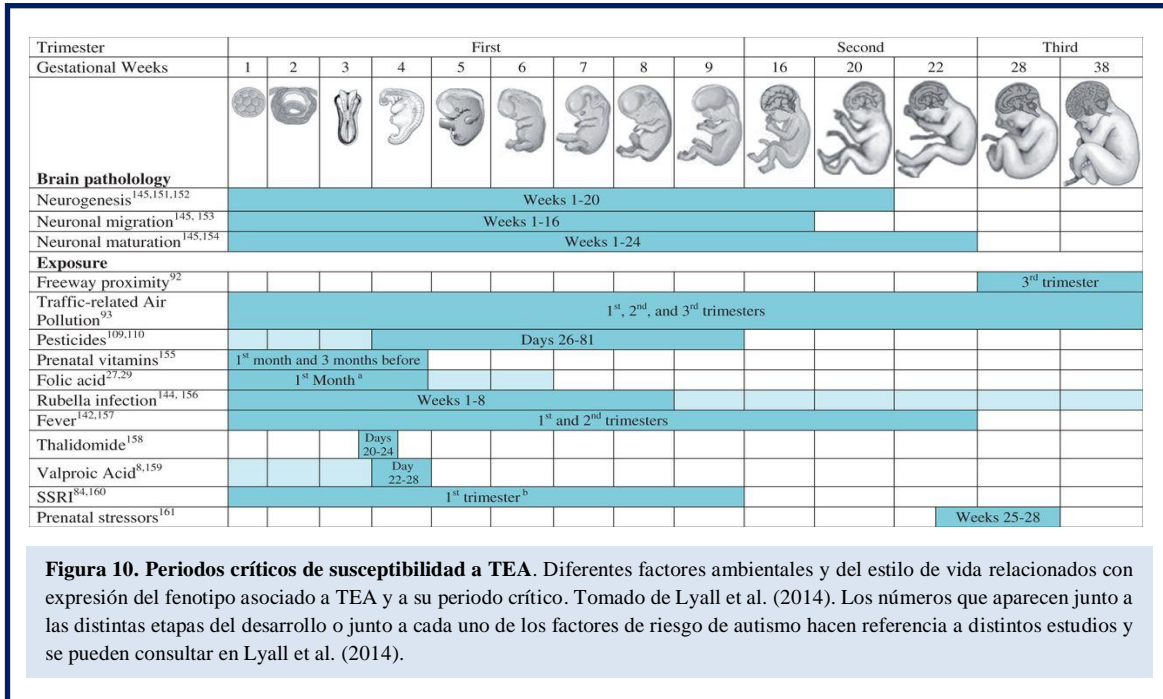 Trimester First Second Third
Gestational Weeks 1 2 3 4 5 6 7 8 9 16 20 22 28 38
Brain patholology
Neurogenesis145,151,152 Weeks 1-20
Neuronal migration145, 153 Weeks 1-16
Neuronal maturation145,154 Weeks 1-24
Exposure
Freeway proximity92 3rd trimester
Traffic-related Air
Pollution93 1st, 2nd, and 3rd trimesters
Pesticides109,110 Days 26-81
Prenatal vitamins155 1st month and 3 months before
Folic acid27,29 1st Month a
Rubella infection144, 156 Weeks 1-8
Fever142,157 1st and 2nd trimesters
Thalidomide158 Days
20-24
Valproic Acid8,159 Day
22-28
SSRI84,160 1st trimester b
Prenatal stressors161 Weeks 25-28
Figura 10. Periodos críticos de susceptibilidad a TEA. Diferentes factores ambientales y del estilo de vida relacionados con
expresión del fenotipo asociado a TEA y a su periodo crítico. Tomado de Lyall et al. (2014). Los números que aparecen junto a
las distintas etapas del desarrollo o junto a cada uno de los factores de riesgo de autismo hacen referencia a distintos estudios y
se pueden consultar en Lyall et al. (2014).